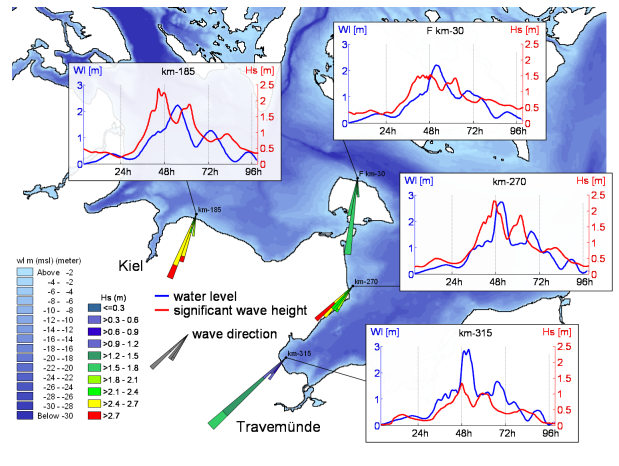 F km-30
Wl [m] Hs [m]
3 2 1 0
2.5 2 1.5 1 0.5 0
24h 48h 72h 96h
km-185
Wl [m] Hs [m]
3 2 1 0
2.5 2 1.5 1 0.5 0
24h 48h 72h 96h
km-270
Wl [m] Hs [m]
3 2 1 0
2.5 2 1.5 1 0.5 0
24h 48h 72h 96h
km-315
Wl [m] Hs [m]
3 2 1 0
2.5 2 1.5 1 0.5 0
24h 48h 72h 96h
F km-30
km-185
km-270
km-315
Kiel
Travemünde
water level
significant wave height
wave direction
wl m (msl) (meter)
Above -2
-4 - -2
-6 - -4
-8 - -6
-10 - -8
-12 - -10
-14 - -12
-16 - -14
-18 - -16
-20 - -18
-22 - -20
-24 - -22
-26 - -24
-28 - -26
-30 - -28
Below -30
Hs (m)
<=0.3
>0.3 - 0.6
>0.6 - 0.9
>0.9 - 1.2
>1.2 - 1.5
>1.5 - 1.8
>1.8 - 2.1
>2.1 - 2.4
>2.4 - 2.7
>2.7